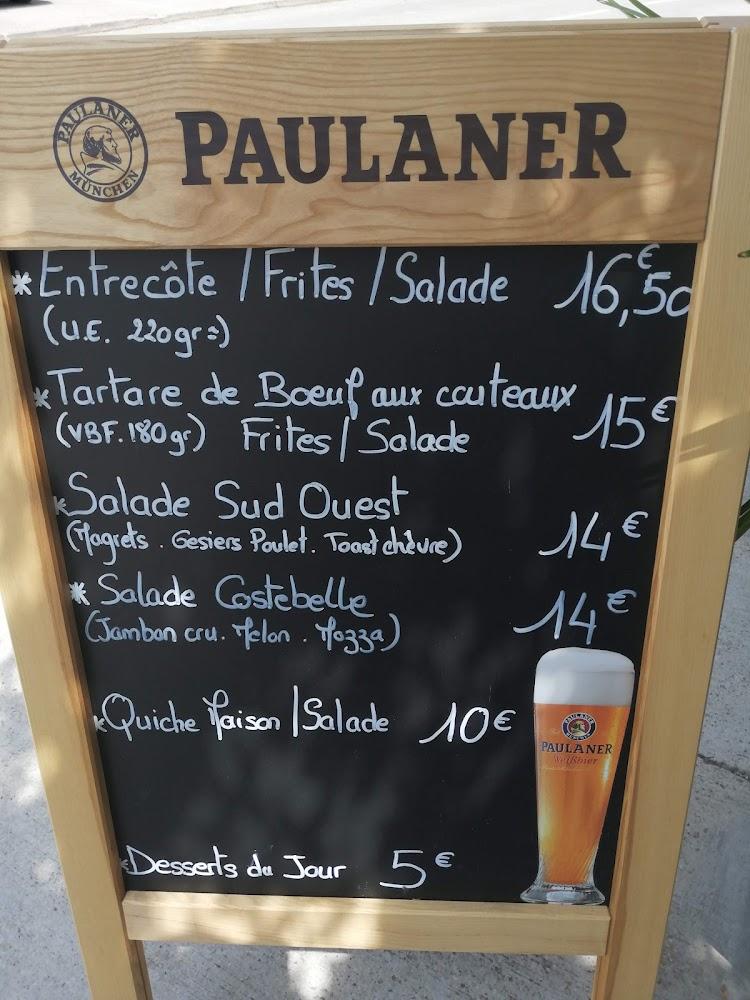 PAULANER
MÜNCHEN
PAULANER
*Entrecôte / Frites / Salade 16,50€
(U.E. 220gr≈)
*Tartare de Boeuf aux couteaux 15€
(VBF. 180gr) Frites / Salade
*Salade Sud Ouest
(Magrets . Gesiers Poulet . Toast chèvre) 14€
* Salade Costebelle 14€
(Jambon cru . Melon . Mozza)
*Quiche Maison / Salade 10€
PAULANER
Weißbier
*Desserts du Jour 5€